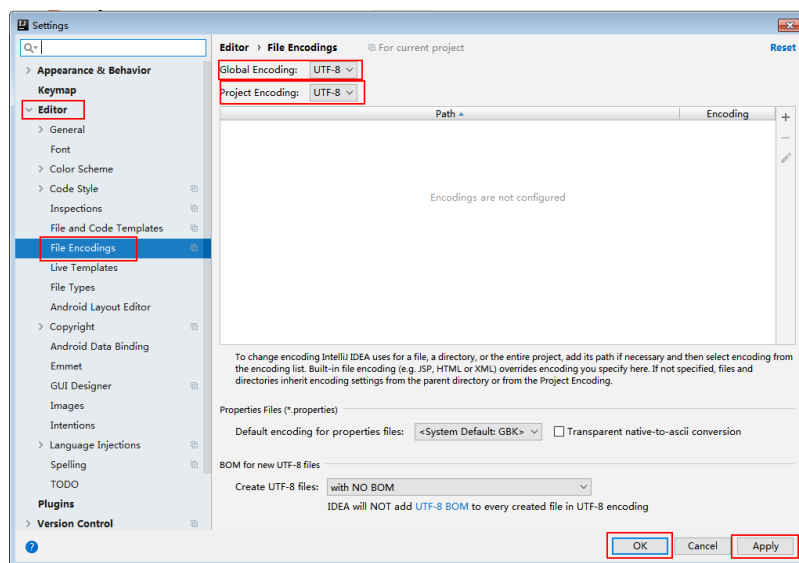 Settings
Editor › File Encodings For current project Reset
Appearance & Behavior
Keymap
Editor
General
Font
Color Scheme
Code Style
Inspections
File and Code Templates
File Encodings
Live Templates
File Types
Android Layout Editor
Copyright
Android Data Binding
Emmet
GUI Designer
Images
Intentions
Language Injections
Spelling
TODO
Plugins
Version Control
Global Encoding: UTF-8
Project Encoding: UTF-8
Path Encoding
Encodings are not configured
To change encoding IntelliJ IDEA uses for a file, a directory, or the entire project, add its path if necessary and then select encoding from
the encoding list. Built-in file encoding (e.g. JSP, HTML or XML) overrides encoding you specify here. If not specified, files and
directories inherit encoding settings from the parent directory or from the Project Encoding.
Properties Files (*.properties)
Default encoding for properties files: <System Default: GBK> Transparent native-to-ascii conversion
BOM for new UTF-8 files
Create UTF-8 files: with NO BOM
IDEA will NOT add UTF-8 BOM to every created file in UTF-8 encoding
? OK Cancel Apply